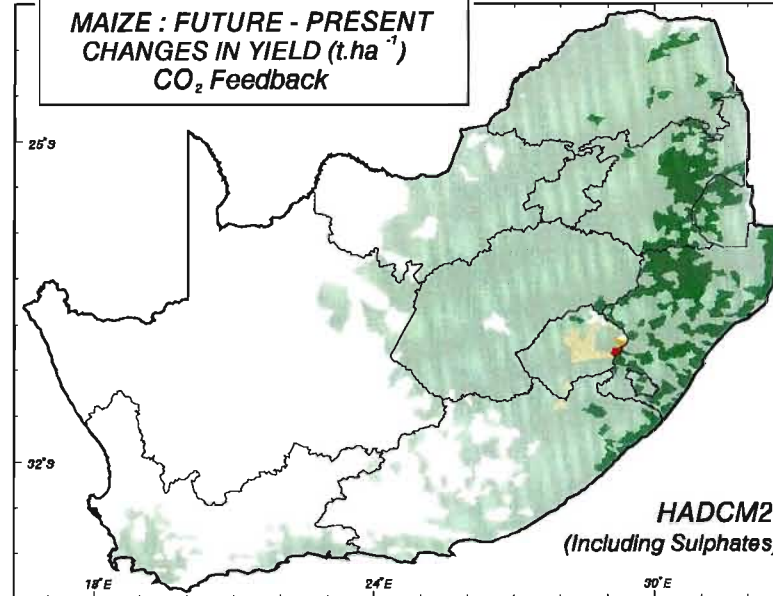 MAIZE : FUTURE - PRESENT
CHANGES IN YIELD (t.ha⁻¹)
CO₂ Feedback
25°S
32°S
HADCM2
(Including Sulphates)
18°E
24°E
30°E